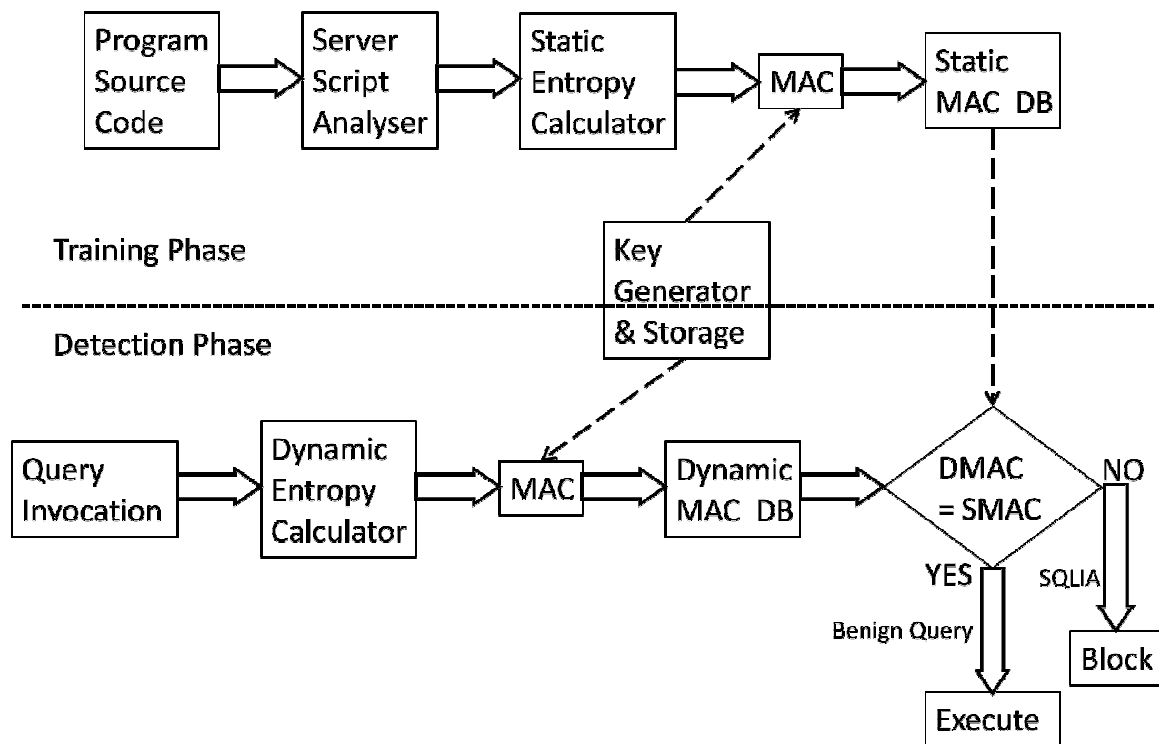 Program
Source
Code
Server
Script
Analyser
Static
Entropy
Calculator
MAC
Static
MAC DB
Training Phase
Key
Generator
& Storage
Detection Phase
Query
Invocation
Dynamic
Entropy
Calculator
MAC
Dynamic
MAC DB
DMAC
= SMAC
NO
YES
SQLIA
Benign Query
Block
Execute